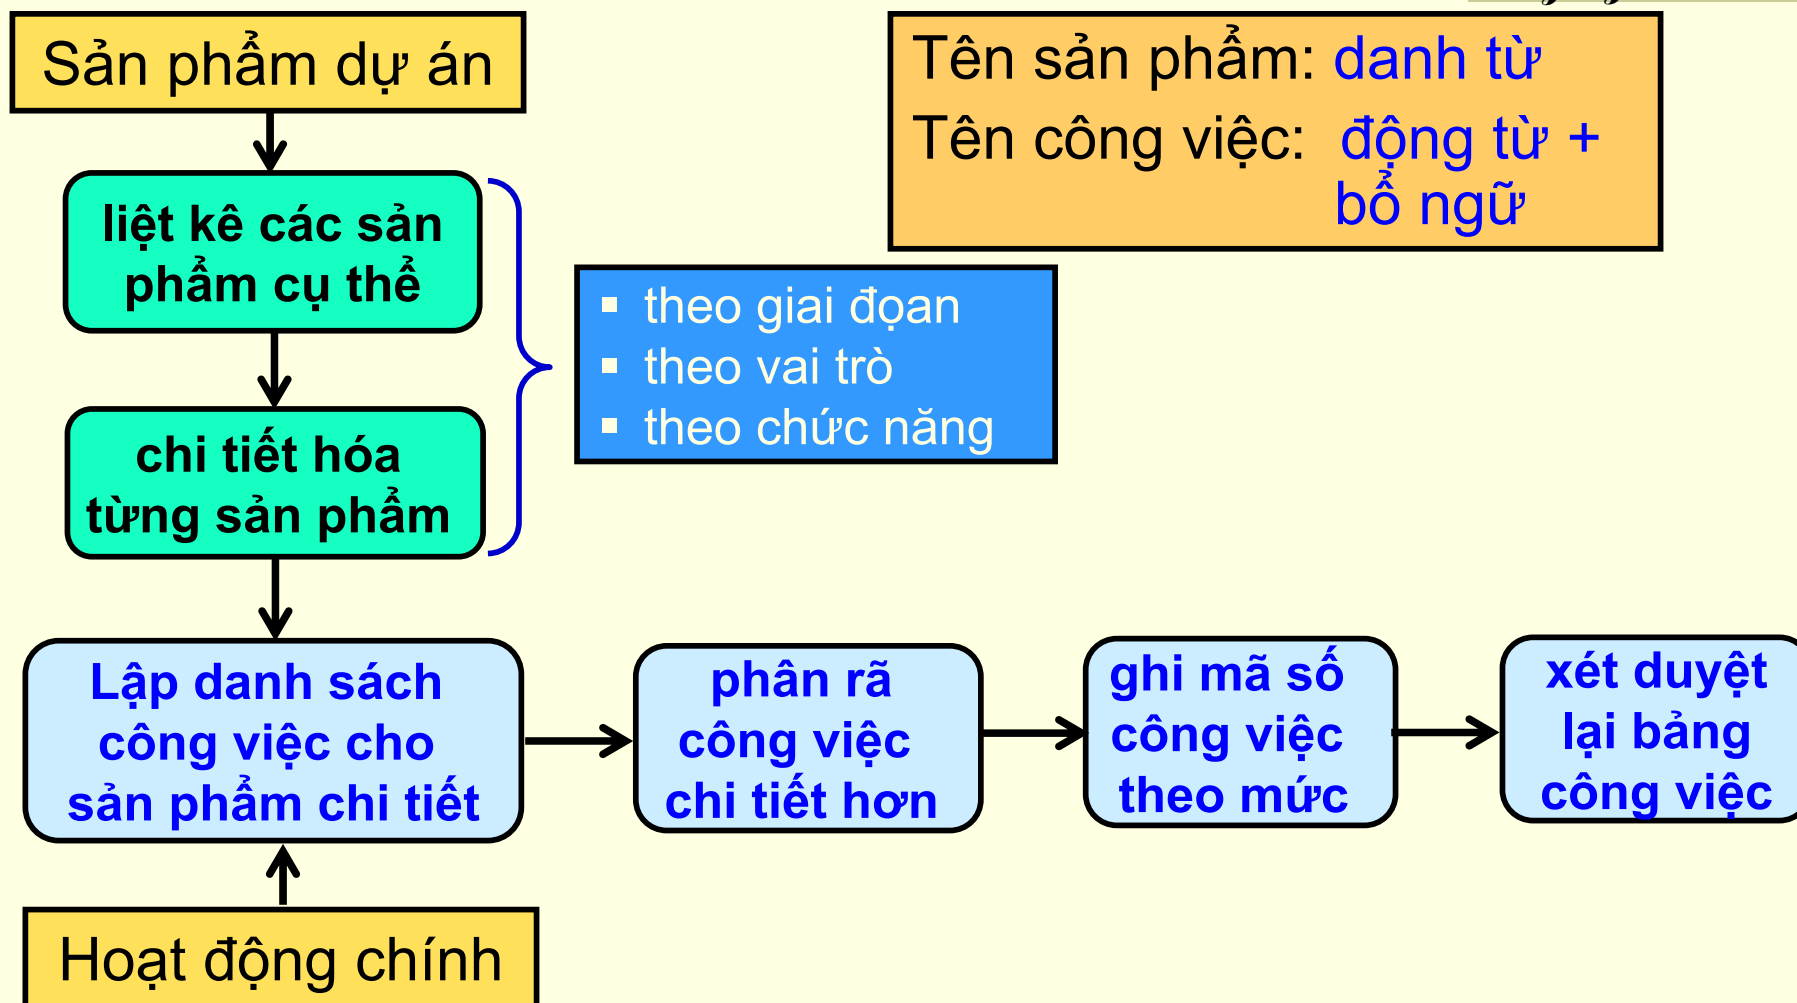 Sản phẩm dự án
Tên sản phẩm: danh từ
Tên công việc: động từ +
bổ ngữ
liệt kê các sản
phẩm cụ thể
theo giai đọan
theo vai trò
theo chức năng
chi tiết hóa
từng sản phẩm
Lập danh sách
công việc cho
sản phẩm chi tiết
phân rã
công việc
chi tiết hơn
ghi mã số
công việc
theo mức
xét duyệt
lại bảng
công việc
Hoạt động chính